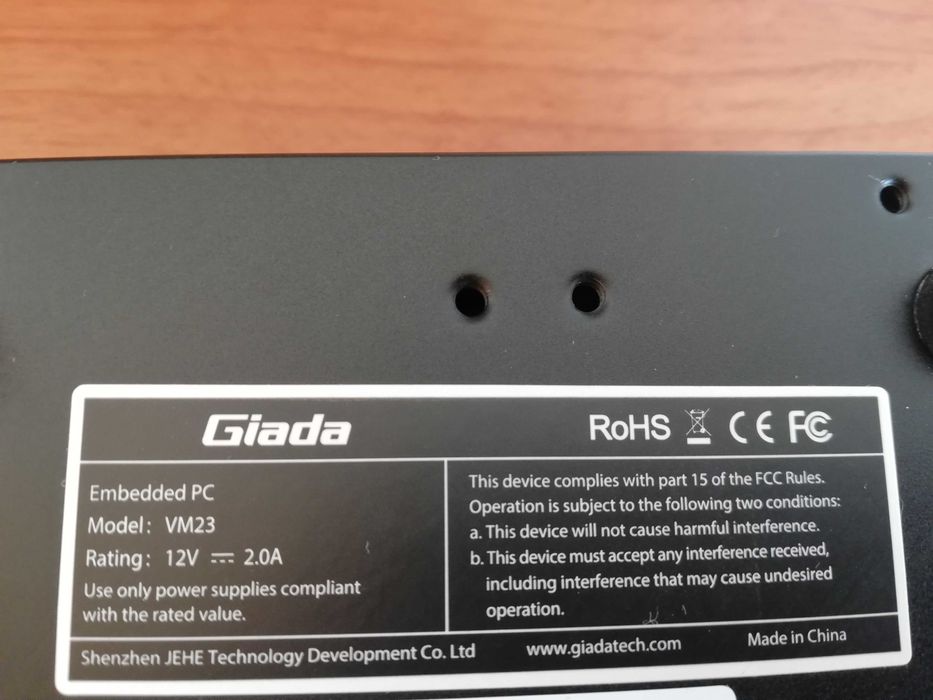 Giada
RoHS CE FC
Embedded PC
Model: VM23
Rating: 12V 2.0A
Use only power supplies compliant
with the rated value.
This device complies with part 15 of the FCC Rules.
Operation is subject to the following two conditions:
a. This device will not cause harmful interference.
b. This device must accept any interference received,
including interference that may cause undesired
operation.
Shenzhen JEHE Technology Development Co. Ltd
www.giadatech.com
Made in China